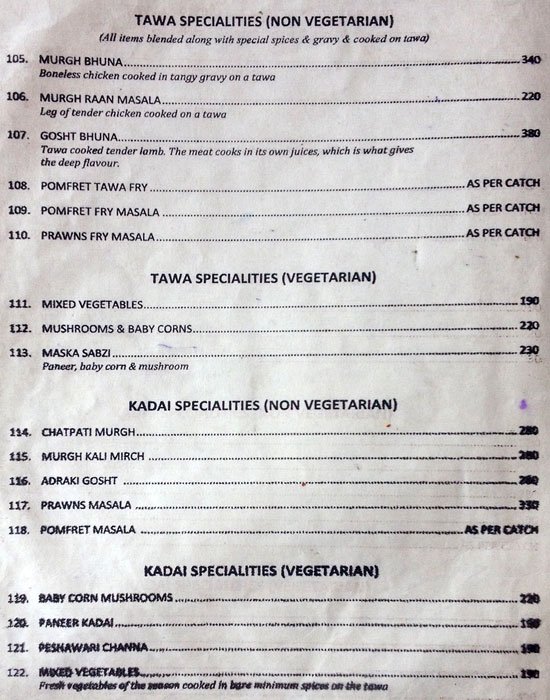 TAWA SPECIALITIES (NON VEGETARIAN)
(All items blended along with special spices & gravy & cooked on tawa)
105. MURGH BHUNA 340
Boneless chicken cooked in tangy gravy on a tawa
106. MURGH RAAN MASALA 220
Leg of tender chicken cooked on a tawa
107. GOSHT BHUNA 380
Tawa cooked tender lamb. The meat cooks in its own juices, which is what gives
the deep flavour.
108. POMFRET TAWA FRY AS PER CATCH
109. POMFRET FRY MASALA AS PER CATCH
110. PRAWNS FRY MASALA AS PER CATCH
TAWA SPECIALITIES (VEGETARIAN)
111. MIXED VEGETABLES 190
112. MUSHROOMS & BABY CORNS 220
113. MASKA SABZI 230
Paneer, baby corn & mushroom
KADAI SPECIALITIES (NON VEGETARIAN)
114. CHATPATI MURGH 280
115. MURGH KALI MIRCH 280
116. ADRAKI GOSHT
117. PRAWNS MASALA
118. POMFRET MASALA AS PER CATCH
KADAI SPECIALITIES (VEGETARIAN)
119. BABY CORN MUSHROOMS 220
120. PANEER KADAI
121. PESHAWARI CHANNA 190
122. MIXED VEGETABLES 190
Fresh vegetables of the season cooked in bare minimum spices on the tawa